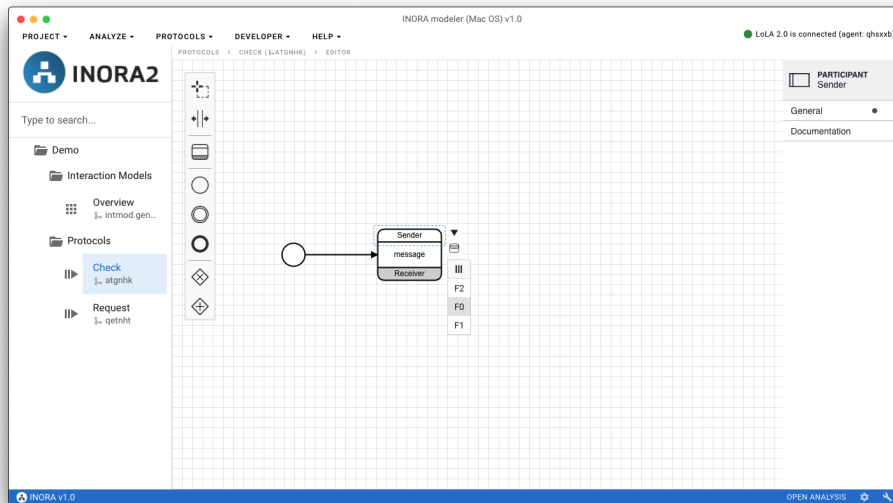 INORA modeler (Mac OS) v1.0
PROJECT ANALYZE PROTOCOLS DEVELOPER HELP
LoLA 2.0 is connected (agent: qhsxxb)
PROTOCOLS > CHECK (ATGNHK) > EDITOR
INORA2
PARTICIPANT
Sender
General
Documentation
Type to search...
Demo
Interaction Models
Overview
intmod.gen...
Protocols
Check
atgnhk
Request
qetnht
Sender
message
Receiver
F2
F0
F1
INORA v1.0
OPEN ANALYSIS